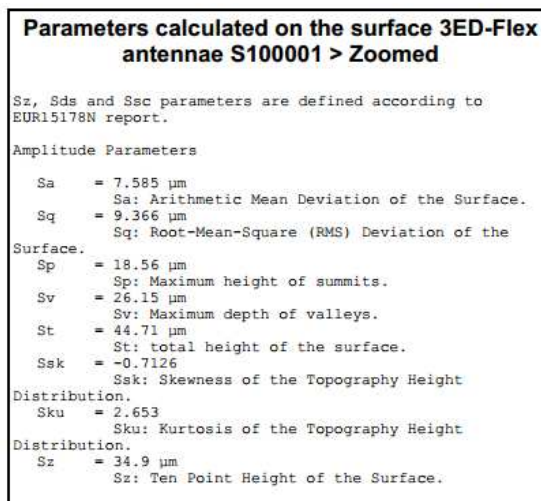 Parameters calculated on the surface 3ED-Flex
antennae S100001 > Zoomed
Sz, Sds and Ssc parameters are defined according to
EUR15178N report.
Amplitude Parameters
Sa = 7.585 µm
Sa: Arithmetic Mean Deviation of the Surface.
Sq = 9.366 µm
Sq: Root-Mean-Square (RMS) Deviation of the
Surface.
Sp = 18.56 µm
Sp: Maximum height of summits.
Sv = 26.15 µm
Sv: Maximum depth of valleys.
St = 44.71 µm
St: total height of the surface.
Ssk = -0.7126
Ssk: Skewness of the Topography Height
Distribution.
Sku = 2.653
Sku: Kurtosis of the Topography Height
Distribution.
Sz = 34.9 µm
Sz: Ten Point Height of the Surface.